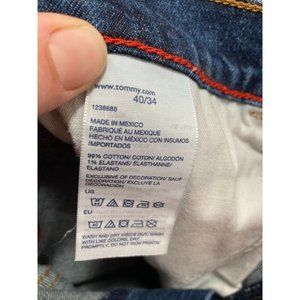 www.tommy.com
40/34
1238686
MADE IN MEXICO
FABRIQUÉ AU MEXIQUE
HECHO EN MÉXICO CON INSUMOS
IMPORTADOS
99% COTTON/COTON/ALGODÓN
1% ELASTANE/ÉLASTHANNE/
ELASTANO
EXCLUSIVE OF DECORATION/SAUF
DÉCORATION/EXCLUYE LA
DECORACIÓN
US
EU
WASH AND DRY INSIDE OUT. WASH
WITH LIKE COLORS. DRY
PROMPTLY. DO NOT IRON PRINTS/